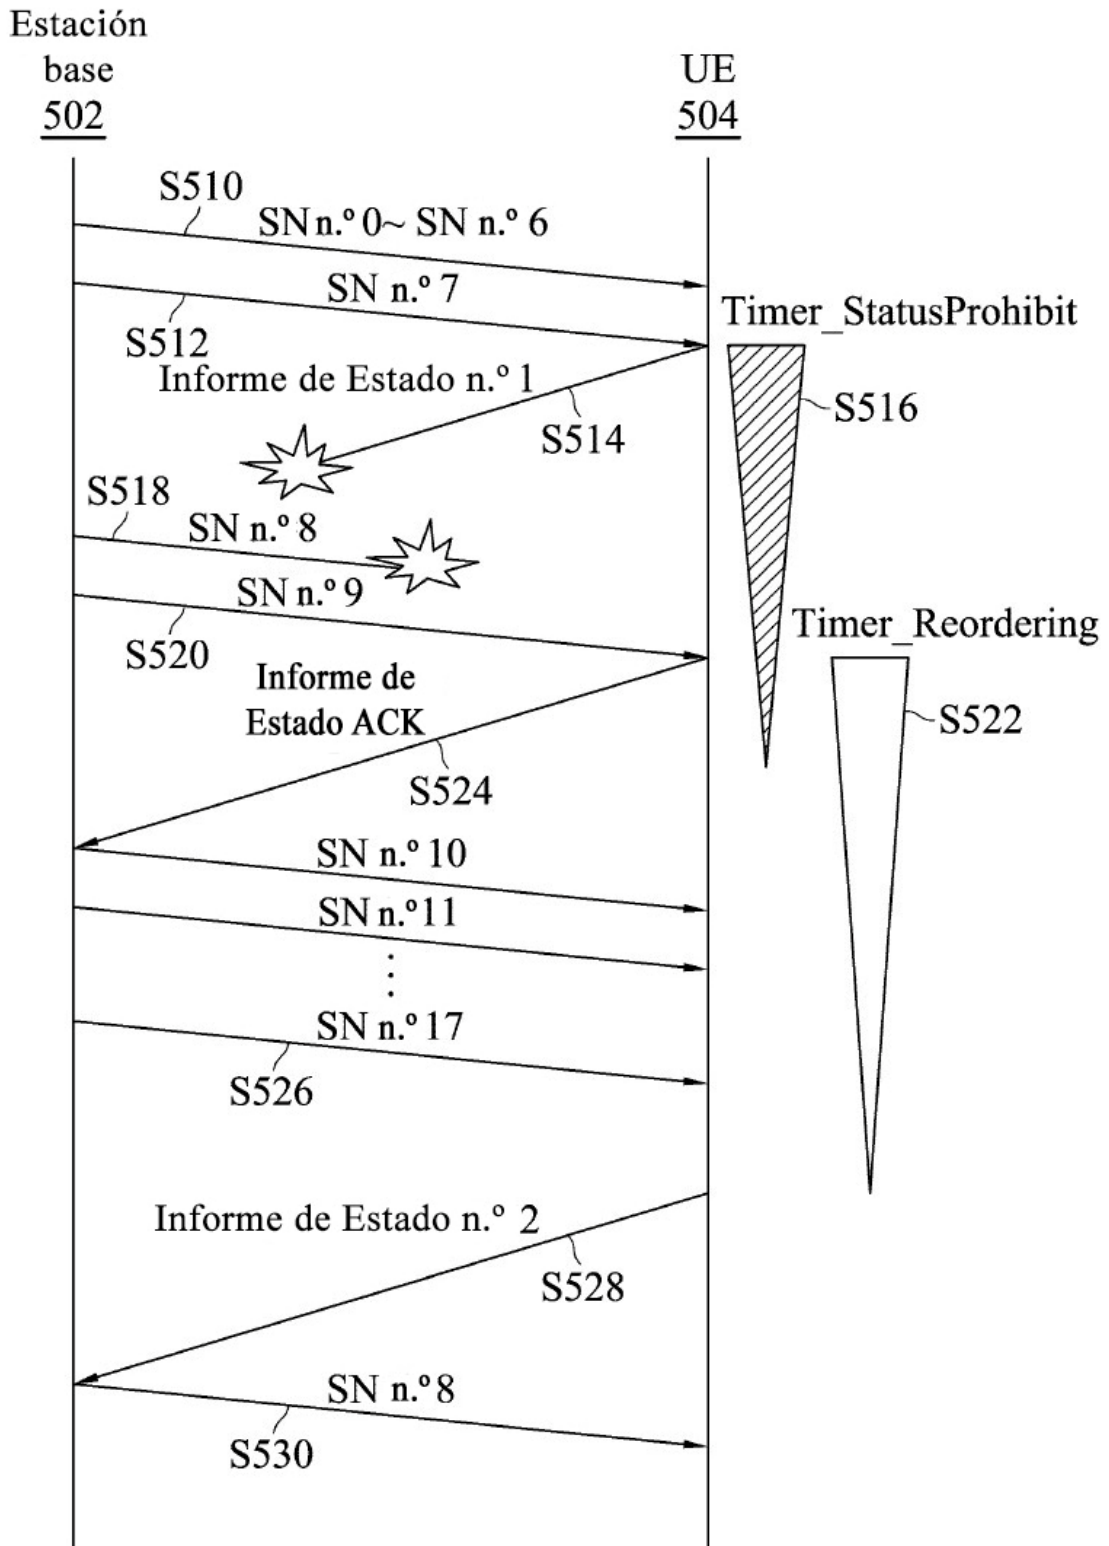 Estación
base
502
UE
504
S510
SN n.º 0~ SN n.º 6
SN n.º 7
S512
Timer_StatusProhibit
Informe de Estado n.º 1
S514
S516
S518
SN n.º 8
SN n.º 9
S520
Timer_Reordering
Informe de
Estado ACK
S522
S524
SN n.º 10
SN n.º11
SN n.º 17
S526
Informe de Estado n.º 2
S528
SN n.º 8
S530